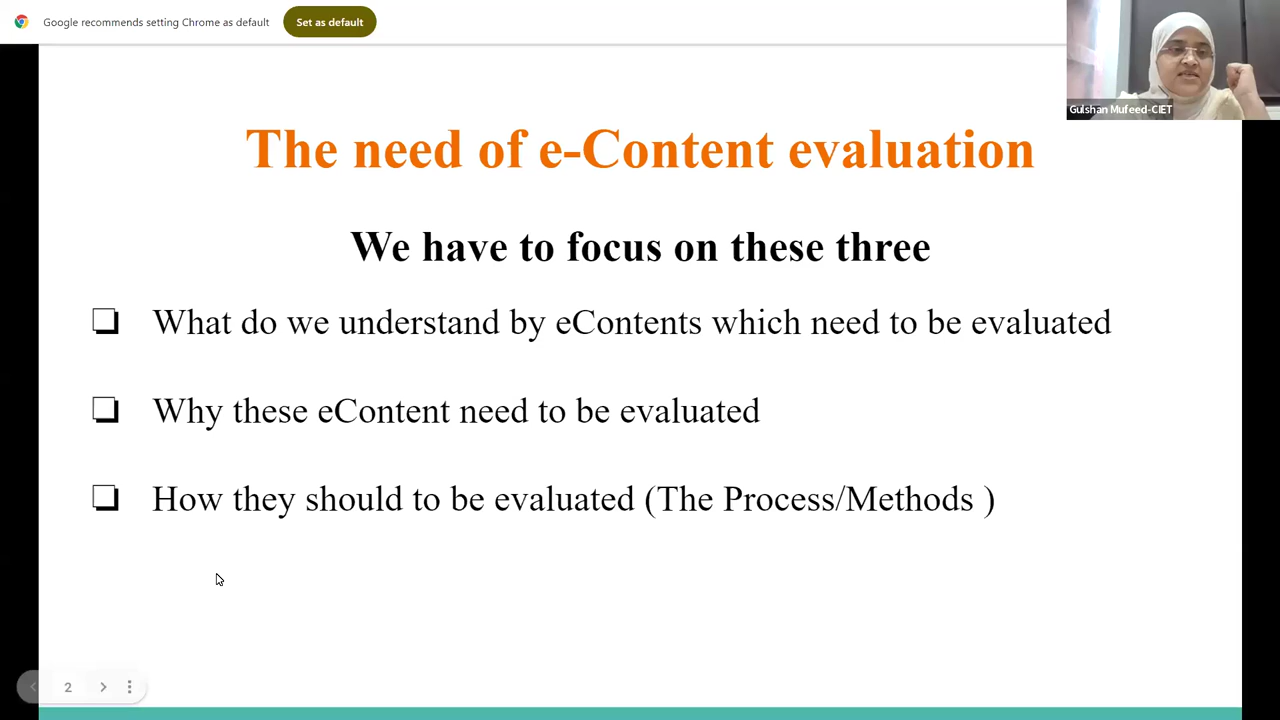 Google recommends setting Chrome as default
Set as default
Gulshan Mufeed-CIET
The need of e-Content evaluation
We have to focus on these three
❏ What do we understand by eContents which need to be evaluated
❏ Why these eContent need to be evaluated
❏ How they should to be evaluated (The Process/Methods )
2